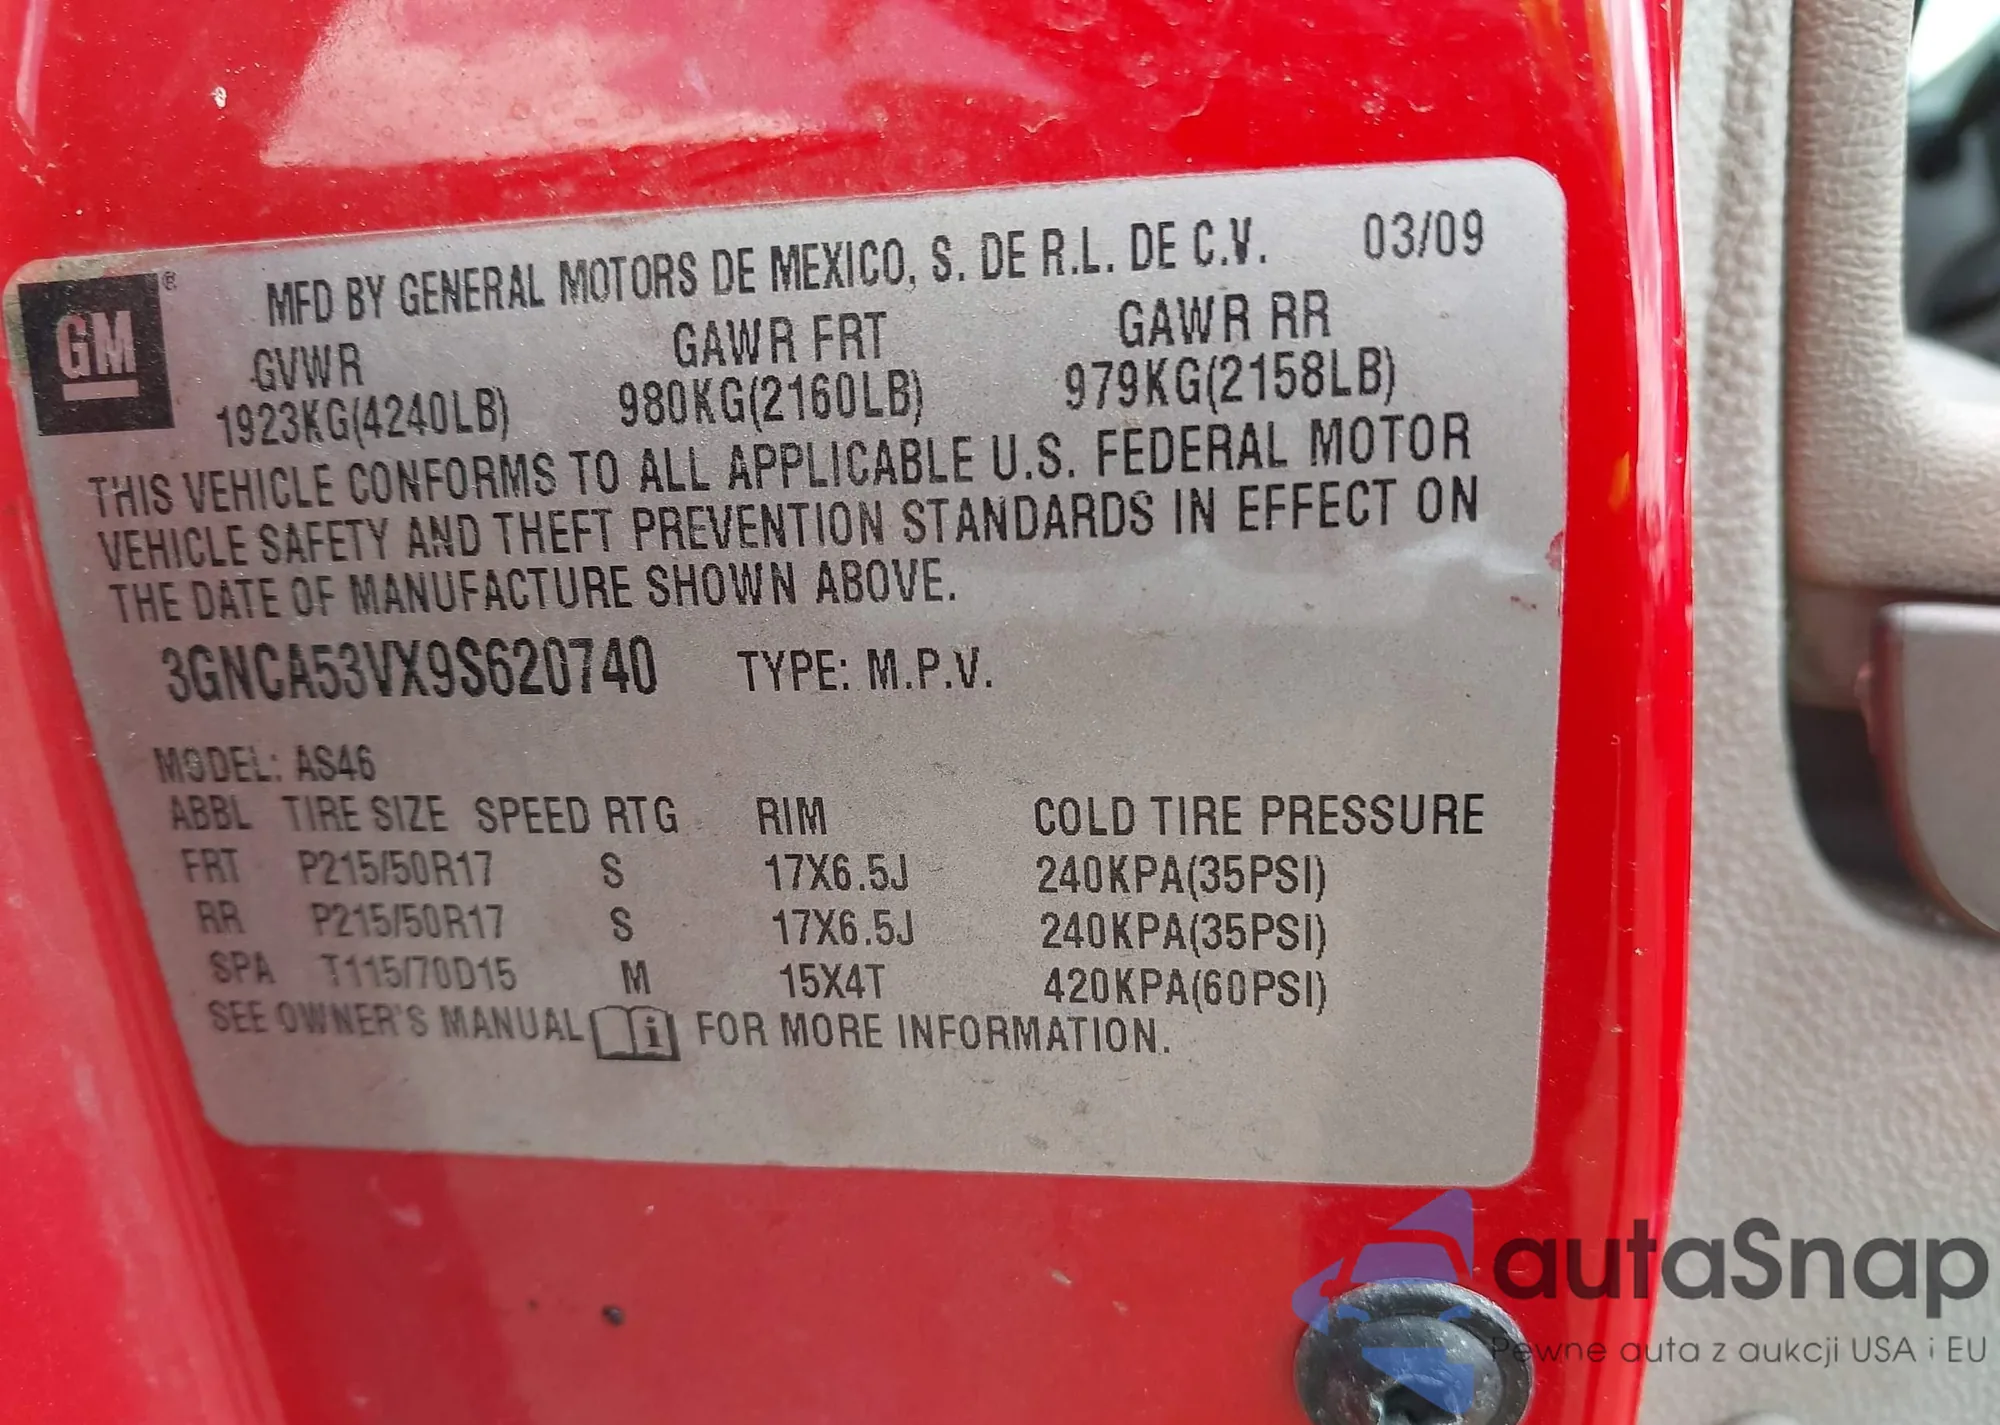 GM ®
MFD BY GENERAL MOTORS DE MEXICO, S. DE R.L. DE C.V. 03/09
GVWR GAWR FRT GAWR RR
1923KG(4240LB) 980KG(2160LB) 979KG(2158LB)
THIS VEHICLE CONFORMS TO ALL APPLICABLE U.S. FEDERAL MOTOR
VEHICLE SAFETY AND THEFT PREVENTION STANDARDS IN EFFECT ON
THE DATE OF MANUFACTURE SHOWN ABOVE.
3GNCA53VX9S620740 TYPE: M.P.V.
MODEL: AS46
ABBL TIRE SIZE SPEED RTG RIM COLD TIRE PRESSURE
FRT P215/50R17 S 17X6.5J 240KPA(35PSI)
RR P215/50R17 S 17X6.5J 240KPA(35PSI)
SPA T115/70D15 M 15X4T 420KPA(60PSI)
SEE OWNER'S MANUAL i FOR MORE INFORMATION.
autaSnap
Pewne auta z aukcji USA i EU